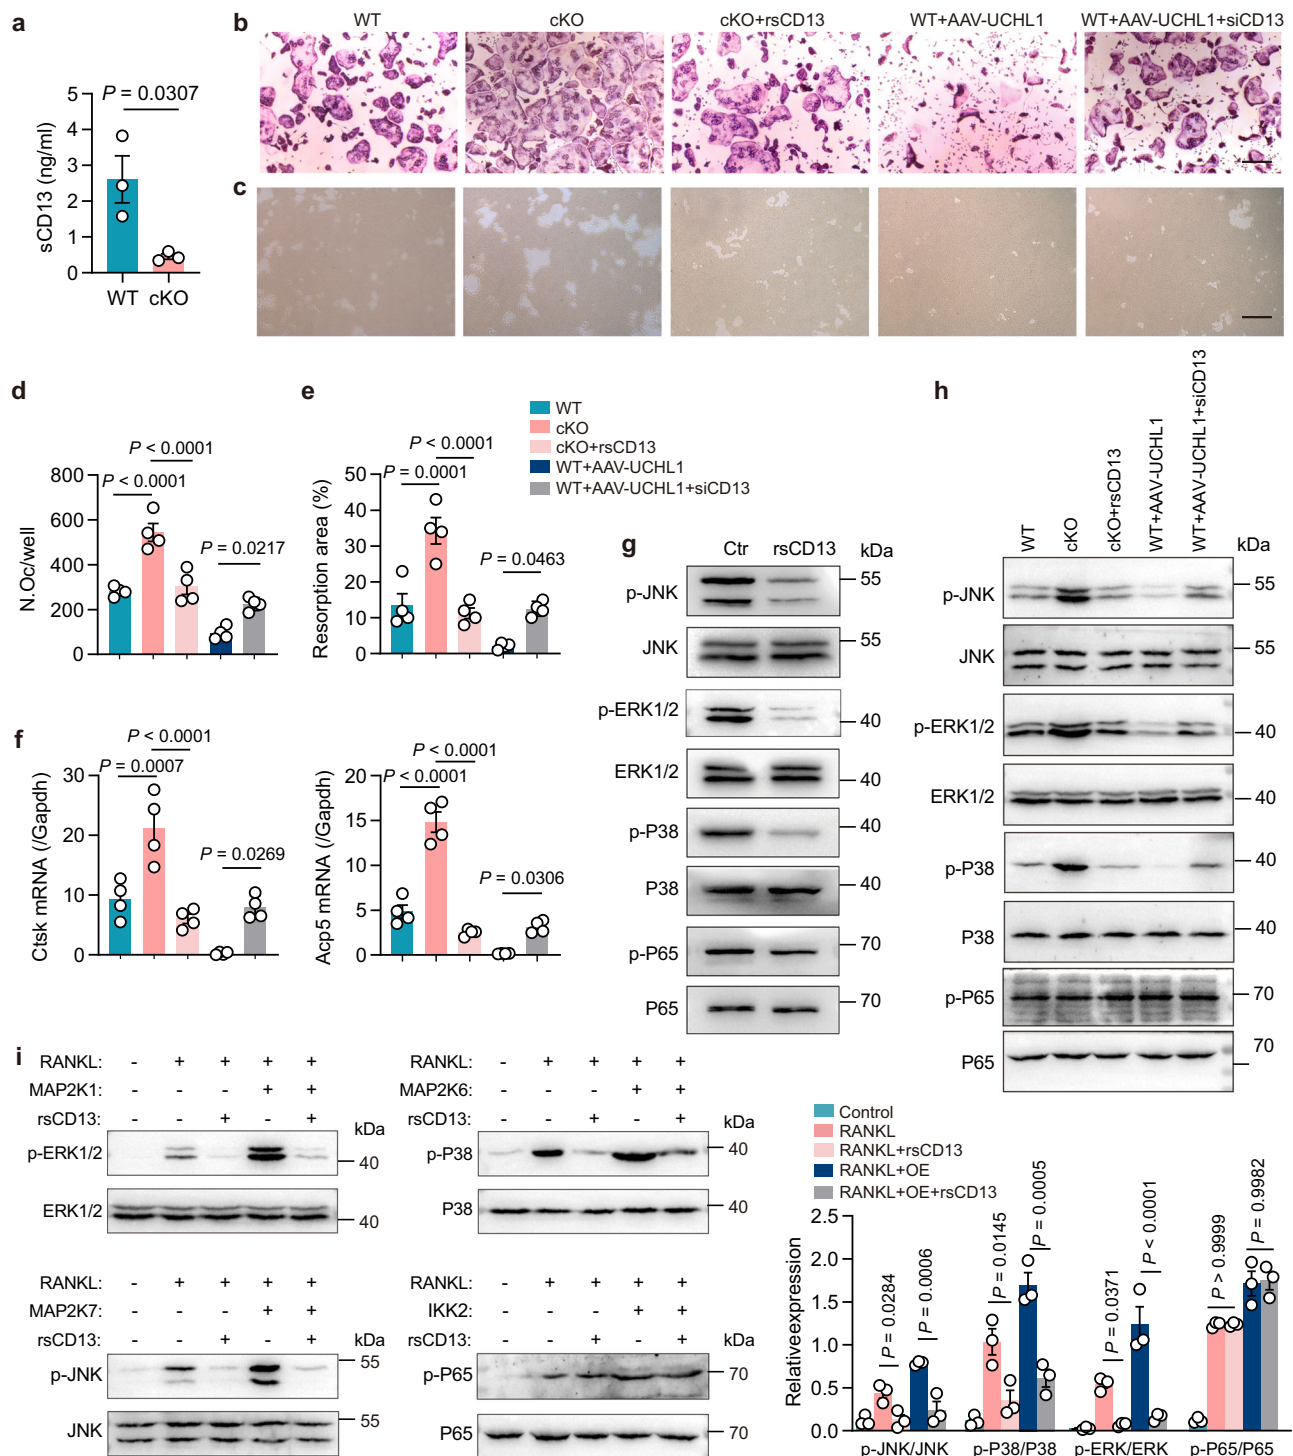 a
P = 0.0307
sCD13 (ng/ml)
5
4
3
2
1
0
WT cKO
b
WT cKO cKO+rsCD13 WT+AAV-UCHL1 WT+AAV-UCHL1+siCD13
c
d
P < 0.0001
P < 0.0001
P = 0.0217
N.Oc/well
800
600
400
200
0
e
P < 0.0001
P = 0.0001
P = 0.0463
Resorption area (%)
50
40
30
20
10
0
WT
cKO
cKO+rsCD13
WT+AAV-UCHL1
WT+AAV-UCHL1+siCD13
f
P < 0.0001
P = 0.0007
P = 0.0269
Ctsk mRNA (/Gapdh)
30
20
10
0
P < 0.0001
P < 0.0001
P = 0.0306
Acp5 mRNA (/Gapdh)
20
15
10
5
0
g
Ctr rsCD13 kDa
p-JNK 55
JNK 55
p-ERK1/2 40
ERK1/2 40
p-P38 40
P38 40
p-P65 70
P65 70
h
WT cKO cKO+rsCD13 WT+AAV-UCHL1 WT+AAV-UCHL1+siCD13 kDa
p-JNK 55
JNK 55
p-ERK1/2 40
ERK1/2 40
p-P38 40
P38 40
p-P65 70
P65 70
i
RANKL: - + + + +
MAP2K1: - - - + +
rsCD13: - - + - +
kDa
p-ERK1/2 40
ERK1/2 40
RANKL: - + + + +
MAP2K6: - - - + +
rsCD13: - - + - +
kDa
p-P38 40
P38 40
RANKL: - + + + +
MAP2K7: - - - + +
rsCD13: - - + - +
kDa
p-JNK 55
JNK 55
RANKL: - + + + +
IKK2: - - - + +
rsCD13: - - + - +
kDa
p-P65 70
P65 70
Control
RANKL
RANKL+rsCD13
RANKL+OE
RANKL+OE+rsCD13
Relativeexpression
2.5
2.0
1.5
1.0
0.5
0.0
P = 0.0284
P = 0.0006
P = 0.0145
P = 0.0005
P = 0.0371
P < 0.0001
P > 0.9999
P = 0.9982
p-JNK/JNK p-P38/P38 p-ERK/ERK p-P65/P65